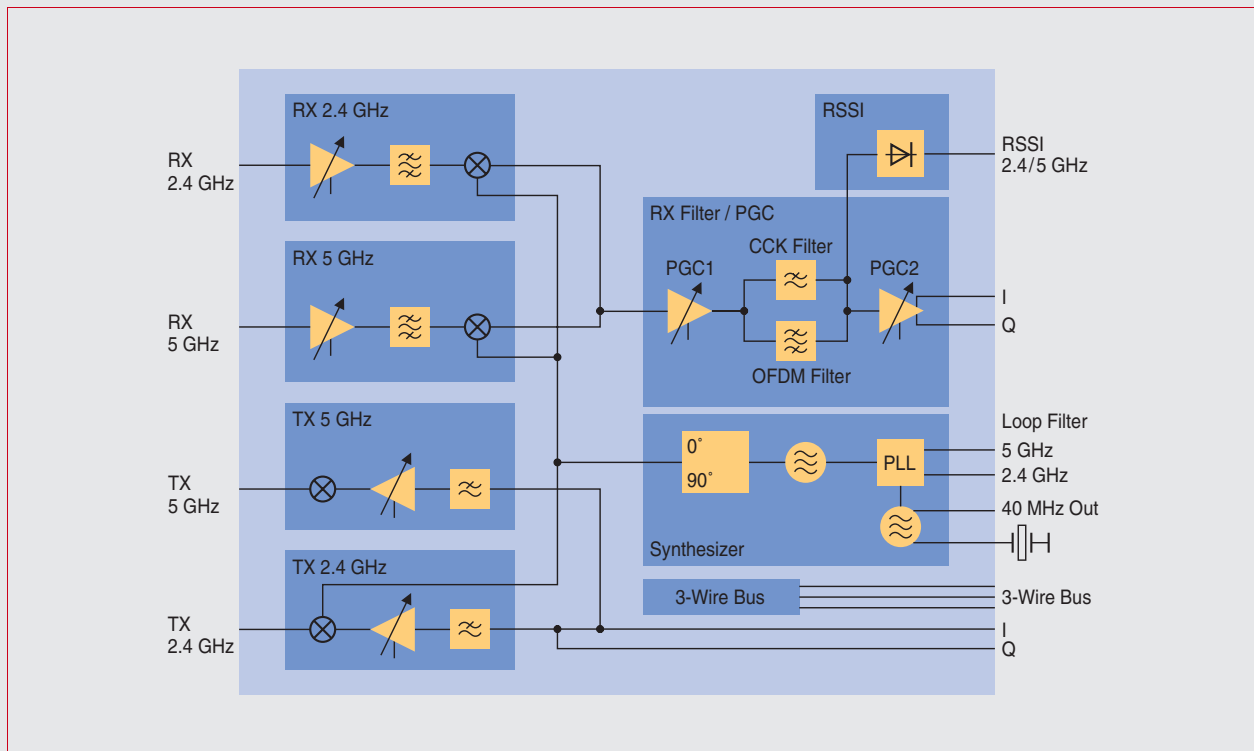 RX 2.4 GHz
RX
2.4 GHz
RX 5 GHz
RX
5 GHz
TX 5 GHz
TX
5 GHz
TX 2.4 GHz
TX
2.4 GHz
RSSI
RSSI
2.4/5 GHz
RX Filter / PGC
CCK Filter
PGC1
PGC2
OFDM Filter
I
Q
0°
90°
PLL
Synthesizer
Loop Filter
5 GHz
2.4 GHz
40 MHz Out
3-Wire Bus
3-Wire Bus
I
Q